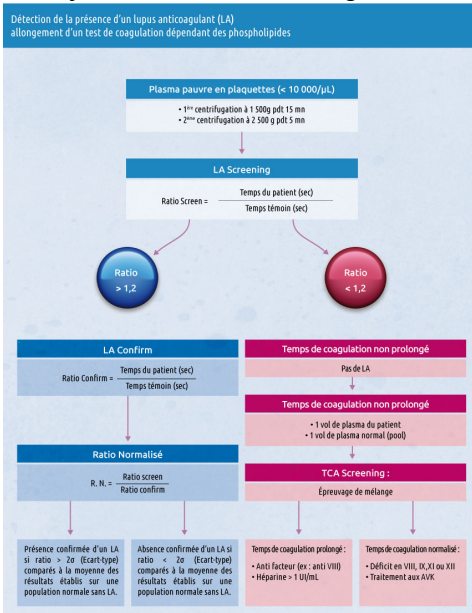 Détection de la présence d'un lupus anticoagulant (LA)
allongement d'un test de coagulation dépendant des phospholipides
Plasma pauvre en plaquettes (< 10 000/µL)
• 1ère centrifugation à 1 500g pdt 15 mn
• 2ème centrifugation à 2 500 g pdt 5 mn
LA Screening
Ratio Screen = Temps du patient (sec)
Temps témoin (sec)
Ratio
> 1,2
Ratio
< 1,2
LA Confirm
Ratio Confirm = Temps du patient (sec)
Temps témoin (sec)
Ratio Normalisé
R. N. = Ratio screen
Ratio confirm
Présence confirmée d'un LA
si ratio > 2σ (Ecart-type)
comparés à la moyenne des
résultats établis sur une
population normale sans LA.
Absence confirmée d'un LA si
ratio < 2σ (Ecart-type)
comparés à la moyenne des
résultats établis sur une
population normale sans LA.
Temps de coagulation non prolongé
Pas de LA
Temps de coagulation non prolongé
• 1 vol de plasma du patient
• 1 vol de plasma normal (pool)
TCA Screening :
Épreuvage de mélange
Temps de coagulation prolongé :
• Anti facteur (ex : anti VIII)
• Héparine > 1 UI/mL
Temps de coagulation normalisé :
• Déficit en VIII, IX,XI ou XII
• Traitement aux AVK